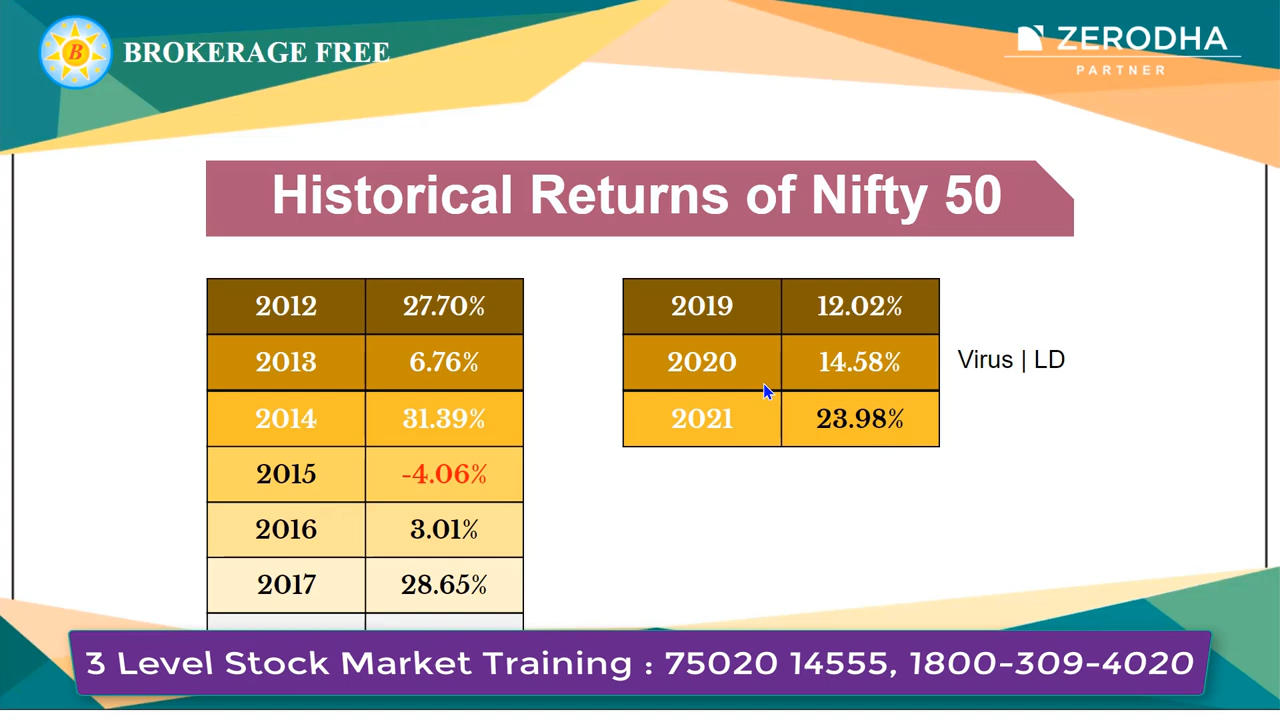 BROKERAGE FREE
ZERODHA
PARTNER
Historical Returns of Nifty 50
2012 27.70%
2013 6.76%
2014 31.39%
2015 -4.06%
2016 3.01%
2017 28.65%
2019 12.02%
2020 14.58% Virus | LD
2021 23.98%
3 Level Stock Market Training : 75020 14555, 1800-309-4020